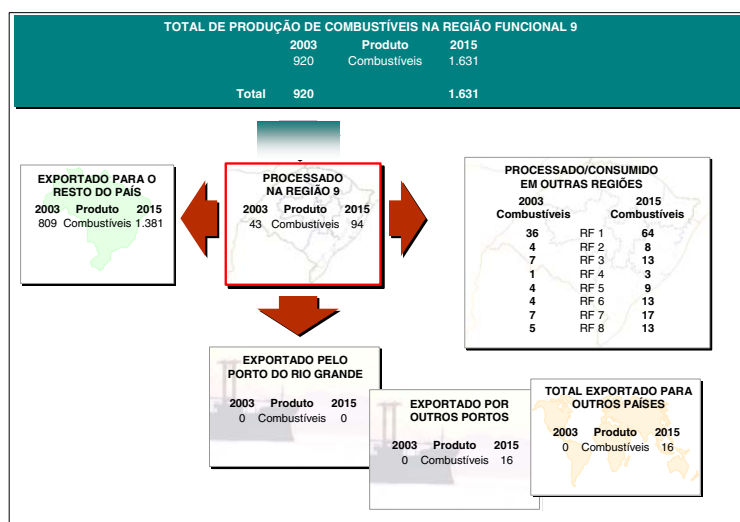 TOTAL DE PRODUÇÃO DE COMBUSTÍVEIS NA REGIÃO FUNCIONAL 9
2003 Produto 2015
920 Combustíveis 1.631
Total 920 1.631
EXPORTADO PARA O
RESTO DO PAÍS
2003 Produto 2015
809 Combustíveis 1.381
PROCESSADO
NA REGIÃO 9
2003 Produto 2015
43 Combustíveis 94
PROCESSADO/CONSUMIDO
EM OUTRAS REGIÕES
2003 2015
Combustíveis Combustíveis
36 RF 1 64
4 RF 2 8
7 RF 3 13
1 RF 4 3
4 RF 5 9
4 RF 6 13
7 RF 7 17
5 RF 8 13
EXPORTADO PELO
PORTO DO RIO GRANDE
2003 Produto 2015
0 Combustíveis 0
EXPORTADO POR
OUTROS PORTOS
2003 Produto 2015
0 Combustíveis 16
TOTAL EXPORTADO PARA
OUTROS PAÍSES
2003 Produto 2015
0 Combustíveis 16